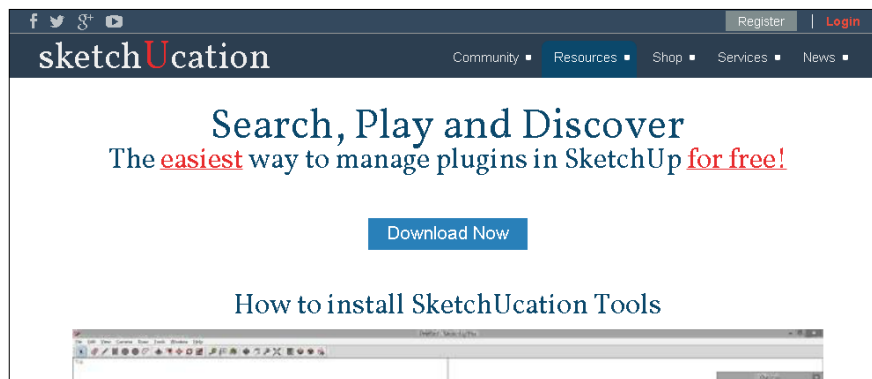 Register | Login
sketchUcation
Community Resources Shop Services News
Search, Play and Discover
The easiest way to manage plugins in SketchUp for free!
Download Now
How to install SketchUcation Tools